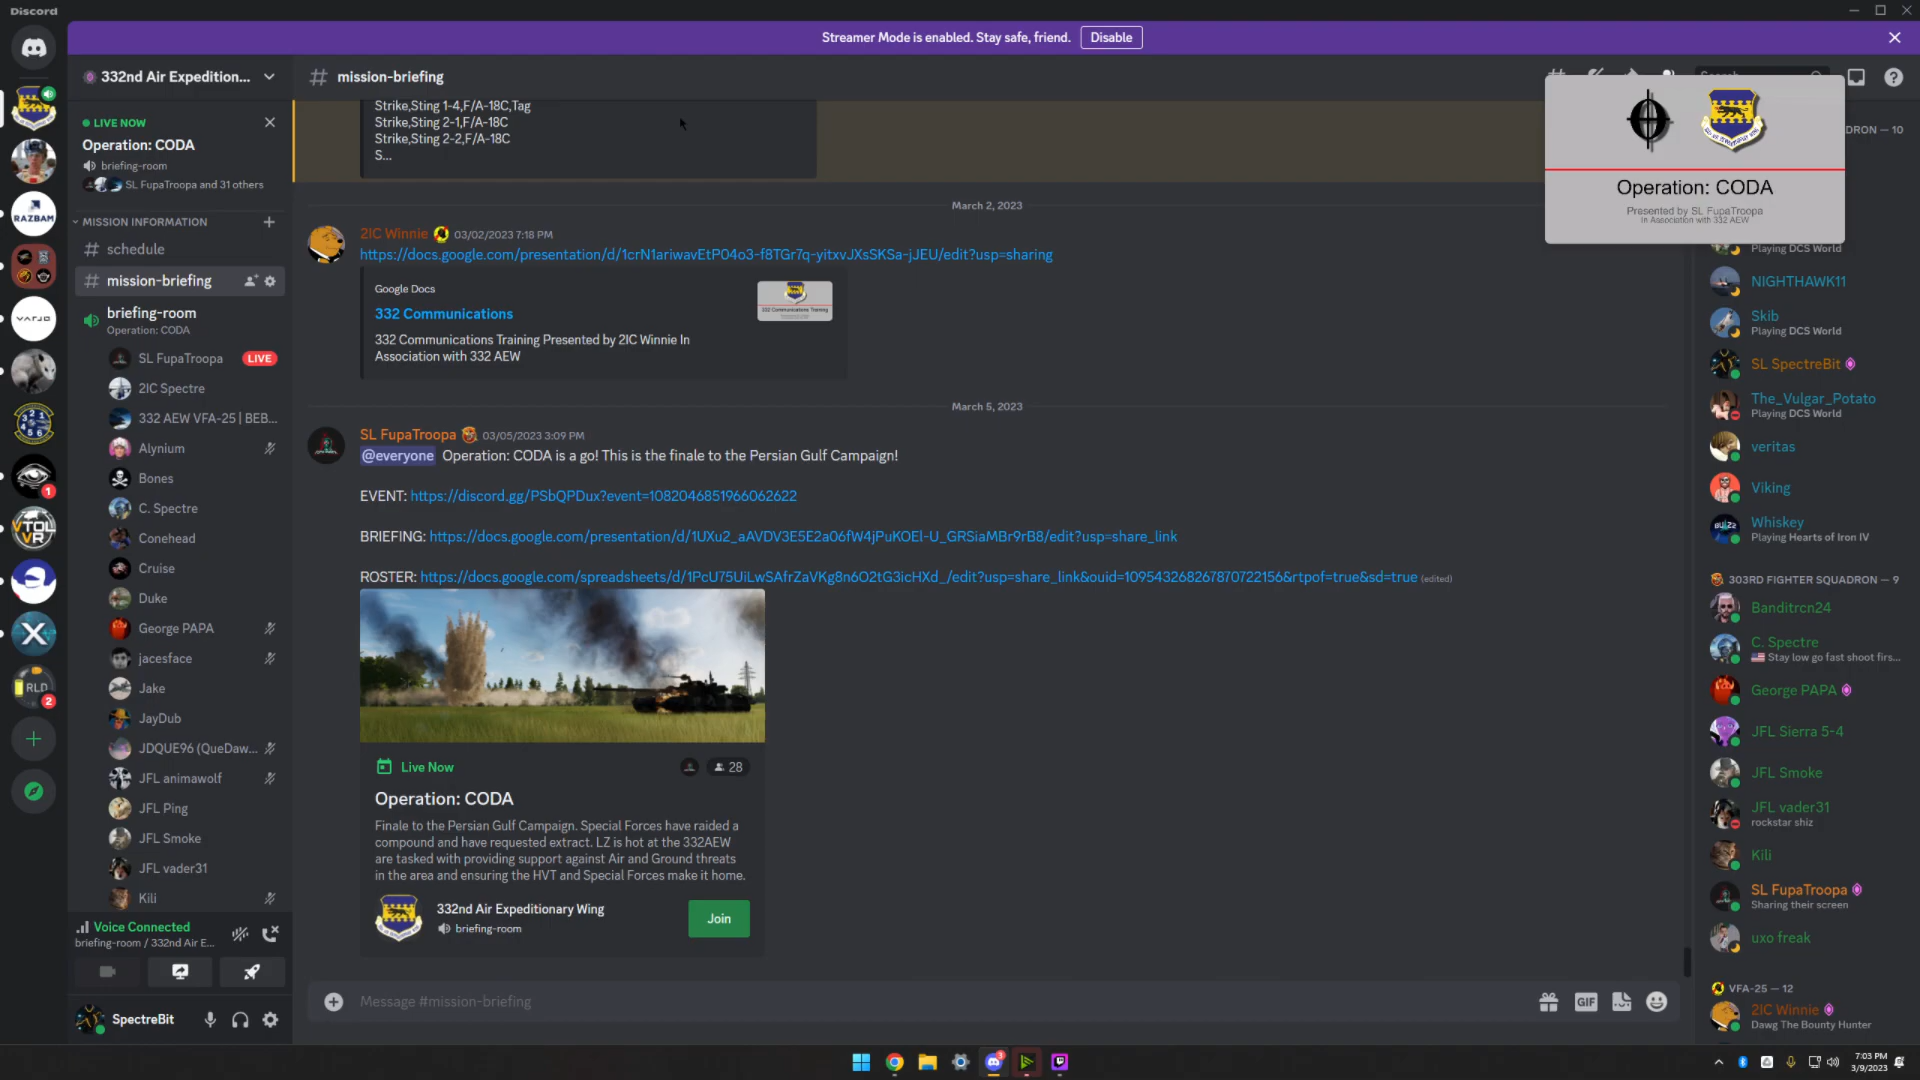 Discord
Streamer Mode is enabled. Stay safe, friend.
Disable
332nd Air Expedition...
LIVE NOW
Operation: CODA
briefing-room
SL FupaTroopa and 31 others
MISSION INFORMATION
schedule
mission-briefing
briefing-room
Operation: CODA
SL FupaTroopa
LIVE
2IC Spectre
332 AEW VFA-25 | BEB...
Alynium
Bones
C. Spectre
Conehead
Cruise
Duke
George PAPA
jacesface
Jake
JayDub
JDQUE96 (QueDaw...
JFL animawolf
JFL Ping
JFL Smoke
JFL vader31
Kili
Voice Connected
briefing-room / 332nd Air E...
SpectreBit
RAZBAM
VARJO
1
VTOL
VR
RLD
2
mission-briefing
Strike,Sting 1-4,F/A-18C,Tag
Strike,Sting 2-1,F/A-18C
Strike,Sting 2-2,F/A-18C
S...
March 2, 2023
2IC Winnie 03/02/2023 7:18 PM
https://docs.google.com/presentation/d/1crN1ariwavEtP04o3-f8TGr7q-yitxvJXsSKSa-jJEU/edit?usp=sharing
Google Docs
332 Communications
332 Communications Training Presented by 2IC Winnie In
Association with 332 AEW
332 Communications Training
March 5, 2023
SL FupaTroopa 03/05/2023 3:09 PM
@everyone Operation: CODA is a go! This is the finale to the Persian Gulf Campaign!
EVENT: https://discord.gg/PSbQPDux?event=1082046851966062622
BRIEFING: https://docs.google.com/presentation/d/1UXu2_aAVDV3E5E2a06fW4jPuKOEl-U_GRSiaMBr9rB8/edit?usp=share_link
ROSTER: https://docs.google.com/spreadsheets/d/1PcU75UiLwSAfrZaVKg8n6O2tG3icHXd_/edit?usp=share_link&ouid=109543268267870722156&rtpof=true&sd=true (edited)
Live Now
28
Operation: CODA
Finale to the Persian Gulf Campaign. Special Forces have raided a
compound and have requested extract. LZ is hot at the 332AEW
are tasked with providing support against Air and Ground threats
in the area and ensuring the HVT and Special Forces make it home.
332nd Air Expeditionary Wing
briefing-room
Join
Message #mission-briefing
GIF
Operation: CODA
Presented by SL FupaTroopa
In Association with 332 AEW
DRON — 10
Playing DCS World
NIGHTHAWK11
Skib
Playing DCS World
SL SpectreBit
The_Vulgar_Potato
Playing DCS World
veritas
Viking
Whiskey
Playing Hearts of Iron IV
303RD FIGHTER SQUADRON — 9
Banditrcn24
C. Spectre
Stay low go fast shoot firs...
George PAPA
JFL Sierra 5-4
JFL Smoke
JFL vader31
rockstar shiz
Kili
SL FupaTroopa
Sharing their screen
uxo freak
VFA-25 — 12
2IC Winnie
Dawg The Bounty Hunter
7:03 PM
3/9/2023